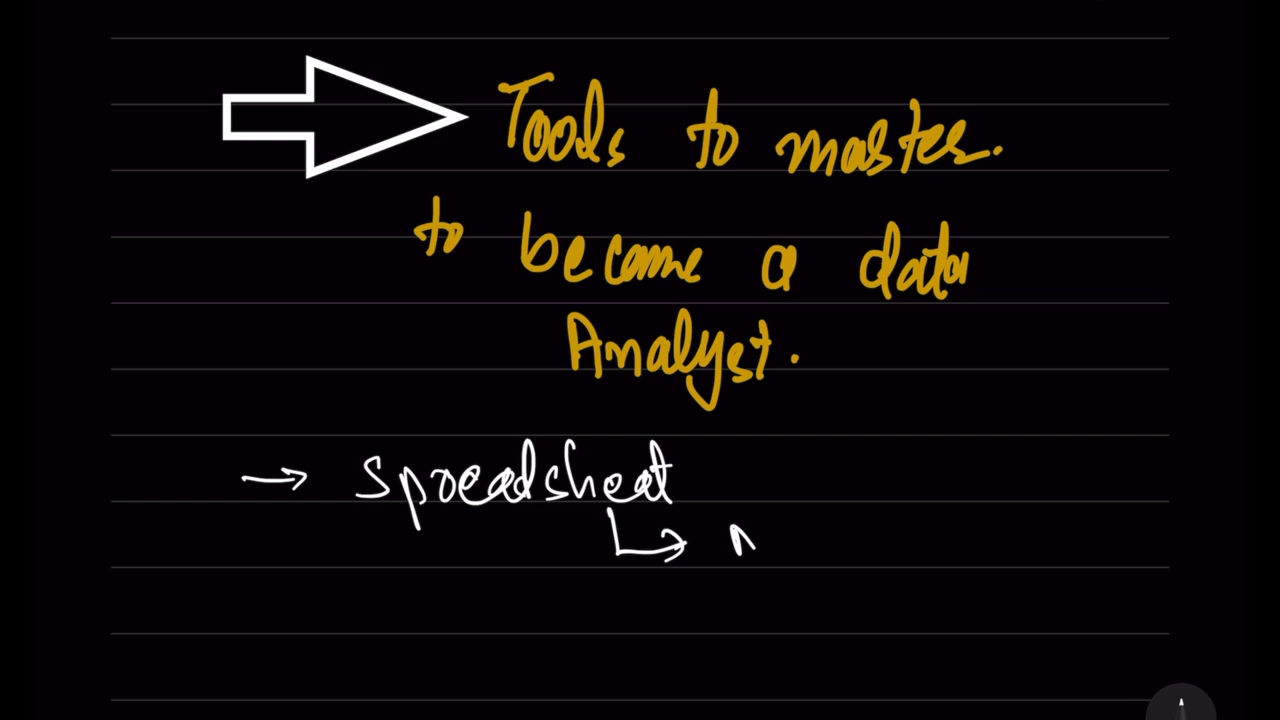 Tools to master.
to become a data
Analyst.
→ Spreadsheet
↳